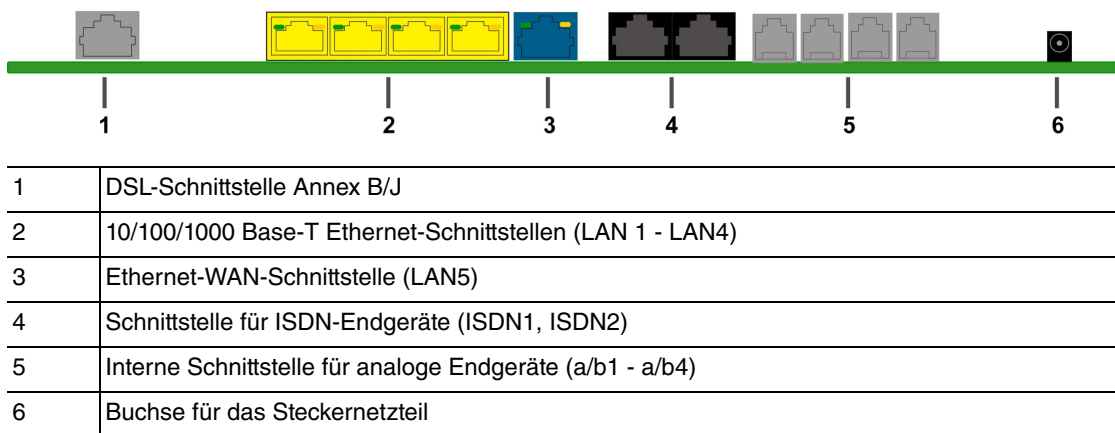 1 2 3 4 5 6
1 DSL-Schnittstelle Annex B/J
2 10/100/1000 Base-T Ethernet-Schnittstellen (LAN 1 - LAN4)
3 Ethernet-WAN-Schnittstelle (LAN5)
4 Schnittstelle für ISDN-Endgeräte (ISDN1, ISDN2)
5 Interne Schnittstelle für analoge Endgeräte (a/b1 - a/b4)
6 Buchse für das Steckernetzteil